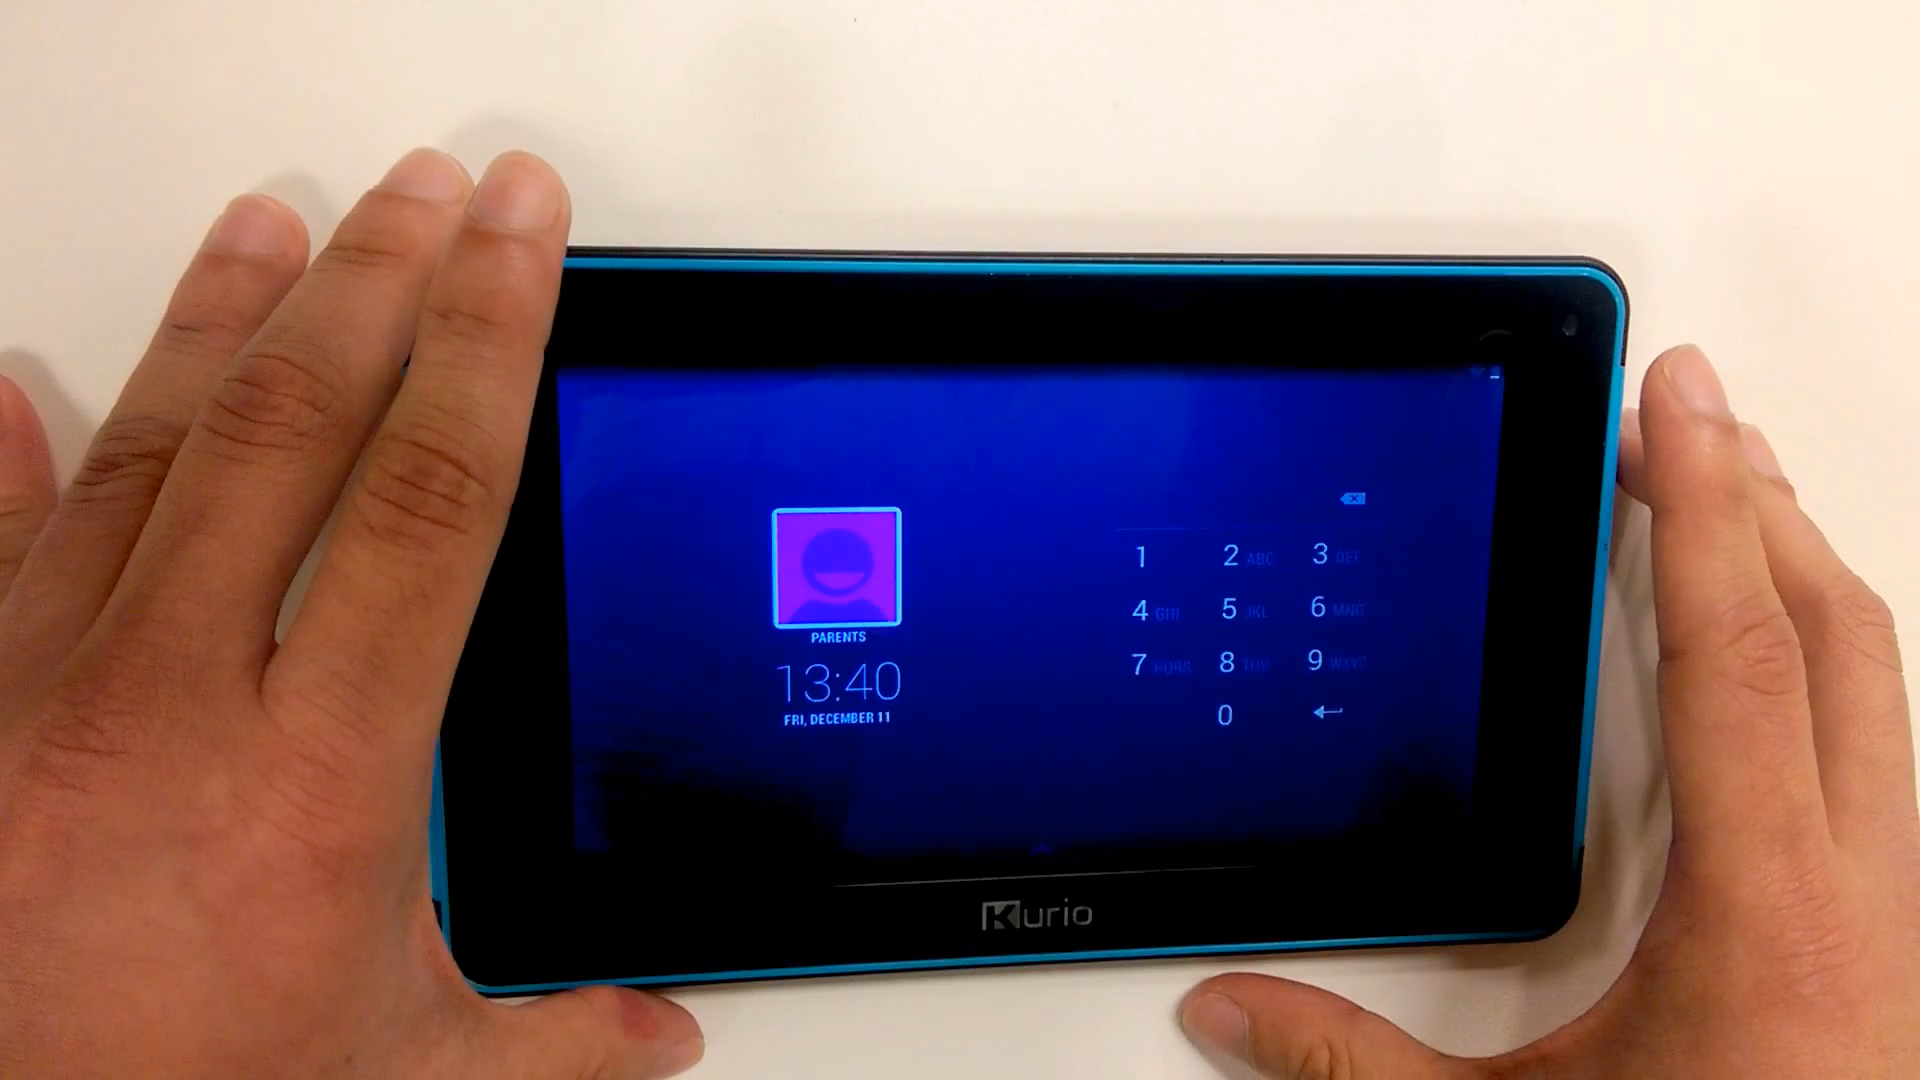 PARENTS
13:40
FRI, DECEMBER 11
1 2 ABC 3 DEF
4 GHI 5 JKL 6 MNO
7 PQRS 8 TUV 9 WXYZ
0
Kurio